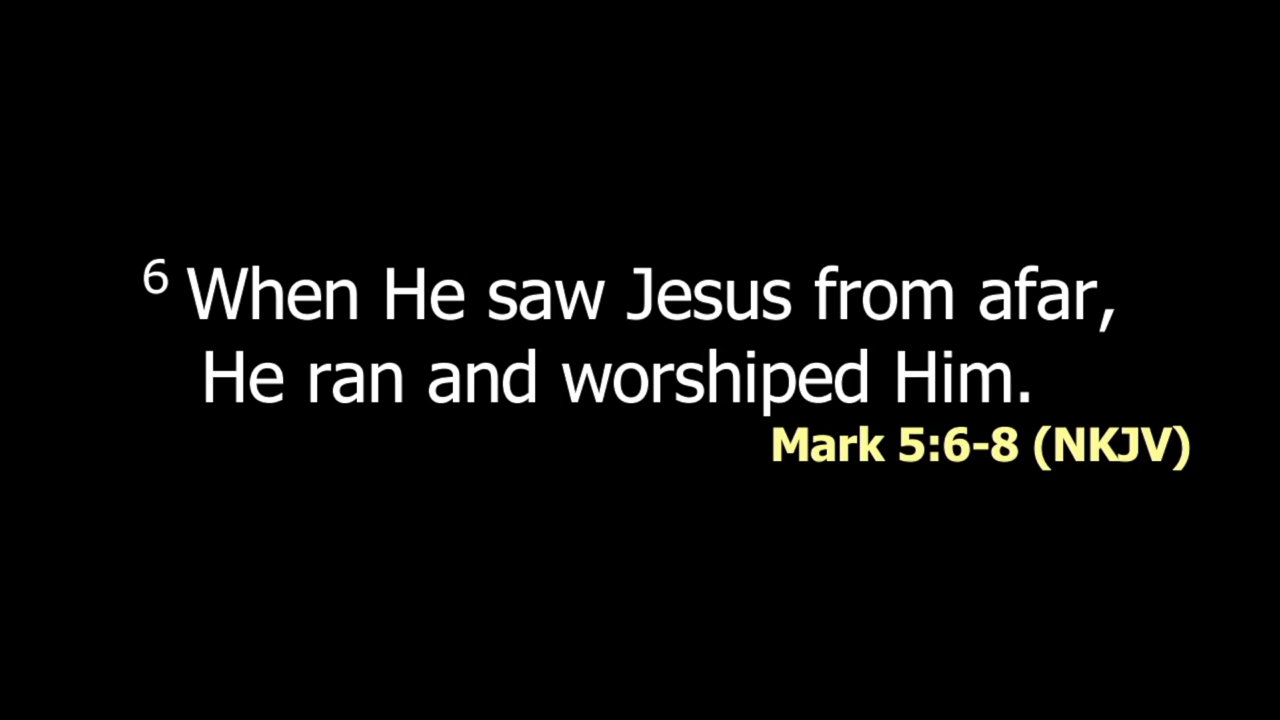 6 When He saw Jesus from afar,
He ran and worshiped Him.
Mark 5:6-8 (NKJV)